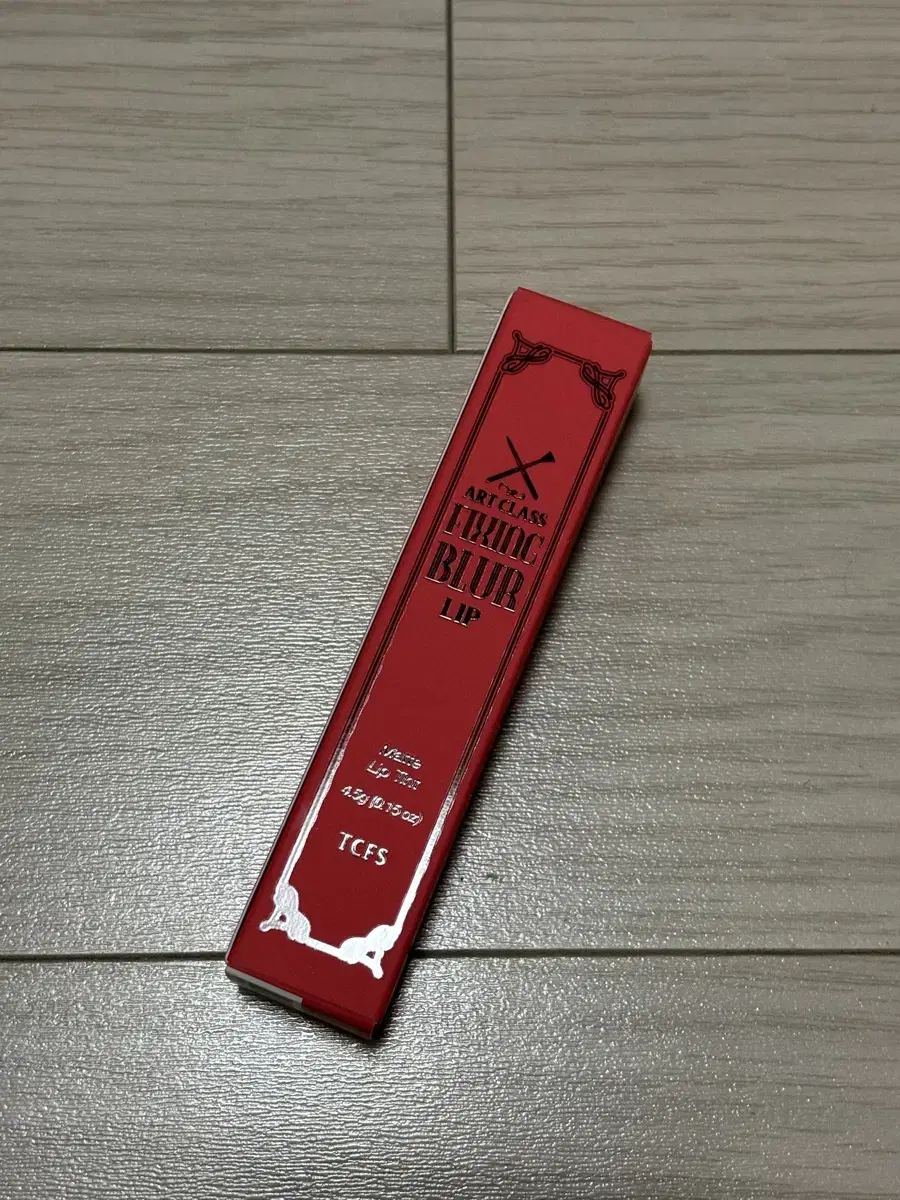 ART CLASS
FIXING
BLUR
LIP
Matte
Lip Tint
4.5g (0.15 oz)
TCFS